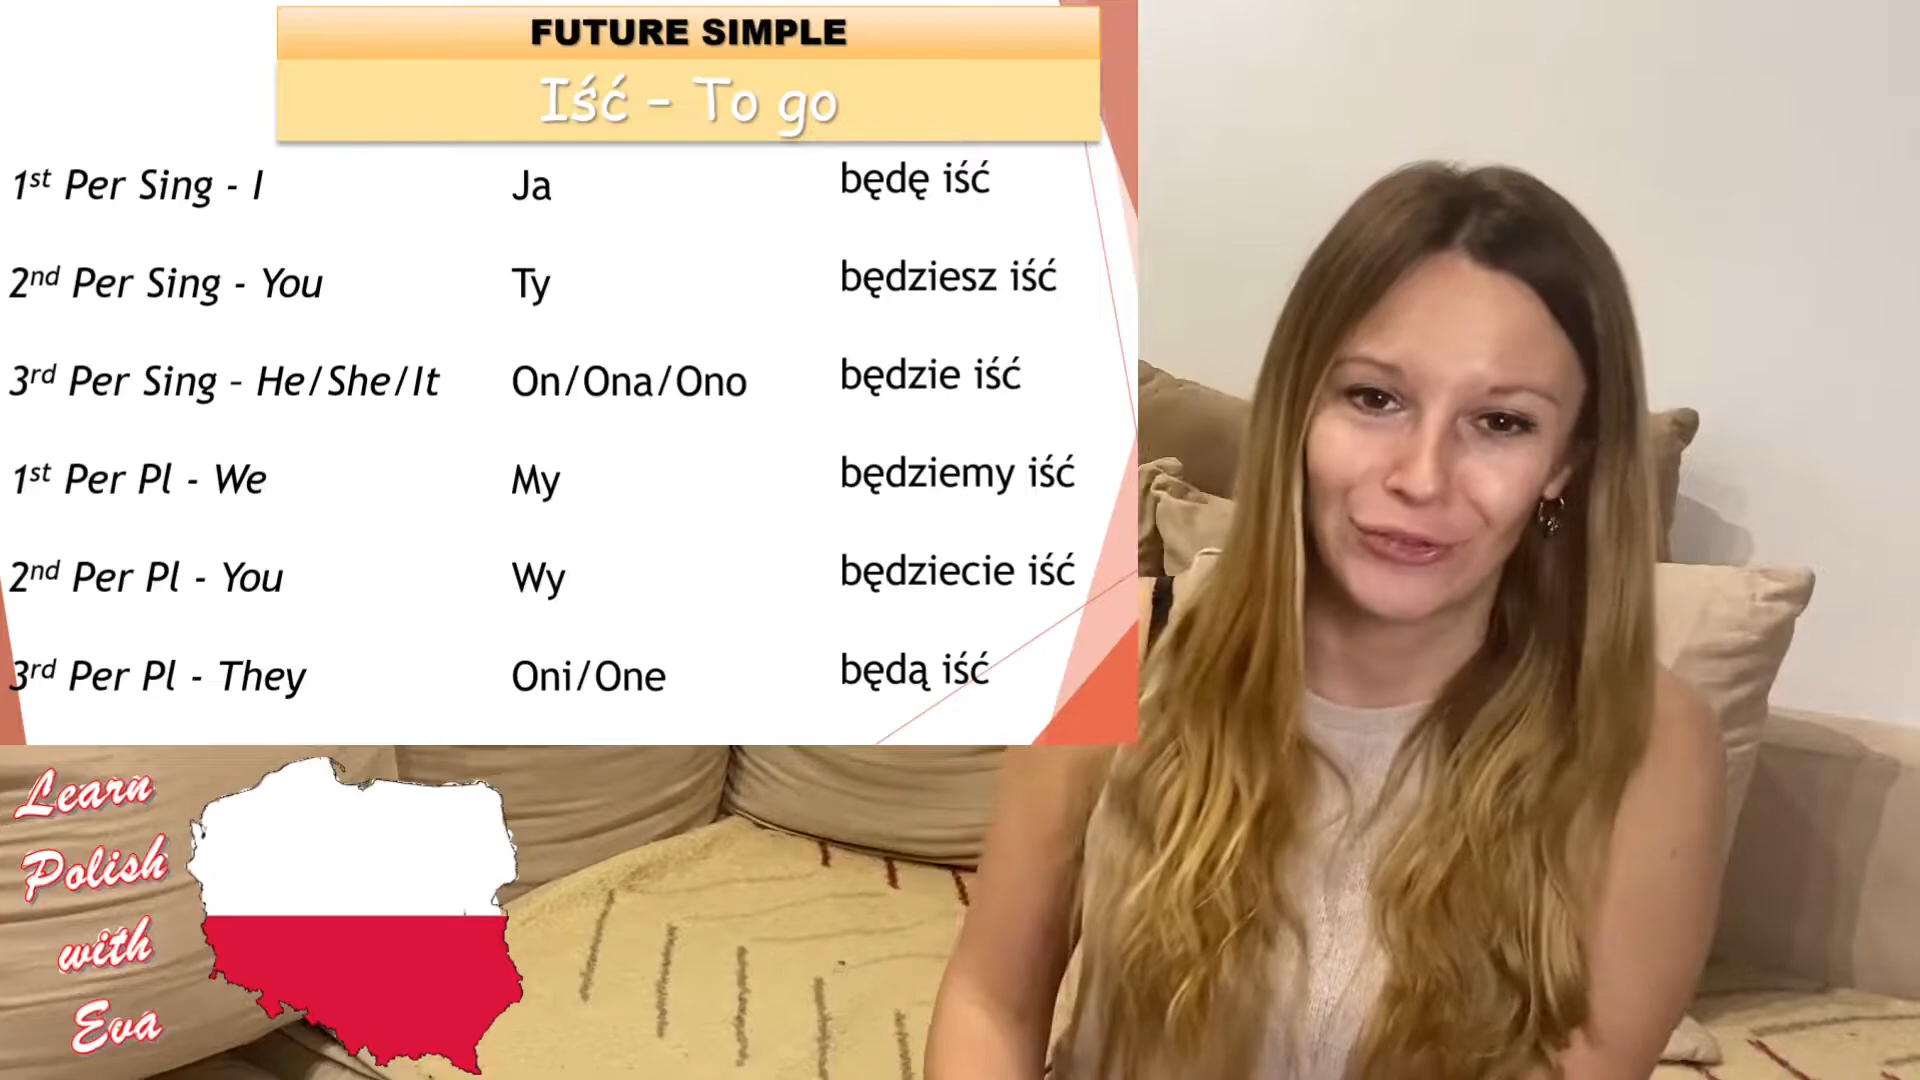 FUTURE SIMPLE
Iść - To go
1st Per Sing - I Ja będę iść
2nd Per Sing - You Ty będziesz iść
3rd Per Sing - He/She/It On/Ona/Ono będzie iść
1st Per Pl - We My będziemy iść
2nd Per Pl - You Wy będziecie iść
3rd Per Pl - They Oni/One będą iść
Learn
Polish
with
Eva